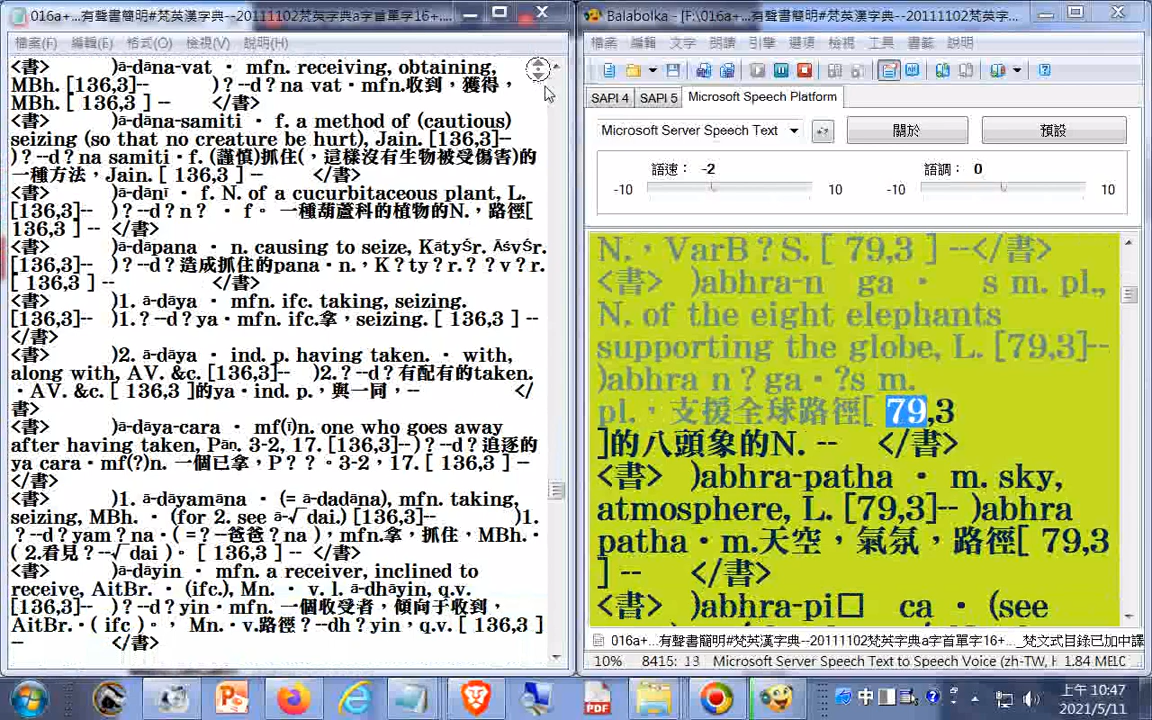 016a+...有聲書簡明#梵英漢字典--20111102梵英字典a字首單字16+...
檔案(F) 編輯(E) 格式(O) 檢視(V) 說明(H)
<書> )ā-dāna-vat · mfn. receiving, obtaining,
MBh. [136,3]-- )?--d?na vat·mfn.收到，獲得，
MBh. [ 136,3 ] -- </書>
<書> )ā-dāna-samiti · f. a method of (cautious)
seizing (so that no creature be hurt), Jain. [136,3]--
)?--d?na samiti·f. (謹慎)抓住(，這樣沒有生物被受傷害)的
一種方法，Jain. [ 136,3 ] -- </書>
<書> )ā-dānī · f. N. of a cucurbitaceous plant, L.
[136,3]-- )?--d?n? · f。 一種葫蘆科的植物的N.，路徑[
136,3 ] -- </書>
<書> )ā-dāpana · n. causing to seize, KātyŚr. ĀśvŚr.
[136,3]-- )?--d?造成抓住的pana·n.，K?ty?r.??v?r.
[ 136,3 ] -- </書>
<書> )1. ā-dāya · mfn. ifc. taking, seizing.
[136,3]-- )1.?--d?ya·mfn. ifc.拿，seizing. [ 136,3 ] --
</書>
<書> )2. ā-dāya · ind. p. having taken. · with,
along with, AV. &c. [136,3]-- )2.?--d?有配有的taken.
·AV. &c. [ 136,3 ]的ya·ind. p.，與一同，-- </
書>
<書> )ā-dāya-cara · mf(ī)n. one who goes away
after having taken, Pāṇ. 3-2, 17. [136,3]--)?--d?追逐的
ya cara·mf(?)n. 一個已拿，P??。3-2，17. [ 136,3 ] --
</書>
<書> )1. ā-dāyamāna · (= ā-dadāna), mfn. taking,
seizing, MBh. · (for 2. see ā-√ dai.) [136,3]-- )1.
?--d?yam?na·( =?-爸爸?na )，mfn.拿，抓住，MBh.·
( 2.看見?--√dai )。 [ 136,3 ] -- </書>
<書> )ā-dāyin · mfn. a receiver, inclined to
receive, AitBr. · (ifc.), Mn. · v. l. ā-dhāyin, q.v.
[136,3]-- )?--d?yin·mfn. 一個收受者，傾向于收到，
AitBr.·( ifc )。， Mn.·v.路徑?--dh?yin，q.v. [ 136,3 ]
-- </書>
Balabolka - [F:\016a+...有聲書簡明#梵英漢字典--20111102梵英字...
檔案 編輯 文字 朗讀 引擎 選項 檢視 工具 書籤 說明
SAPI 4 SAPI 5 Microsoft Speech Platform
Microsoft Server Speech Text 關於 預設
語速： -2 語調： 0
-10 10 -10 10
N.，VarB?S. [ 79,3 ] --</書>
<書> )abhra-n ga · s m. pl.,
N. of the eight elephants
supporting the globe, L. [79,3]--
)abhra n?ga·?s m.
pl.，支援全球路徑[ 79,3
]的八頭象的N. -- </書>
<書> )abhra-patha · m. sky,
atmosphere, L. [79,3]-- )abhra
patha·m.天空，氣氛，路徑[ 79,3
] -- </書>
<書> )abhra-pi□ ca · (see
016a+...有聲書簡明#梵英漢字典--20111102梵英字典a字首單字16+..._梵文式目錄已加中譯
10% 8415: 13 Microsoft Server Speech Text to Speech Voice (zh-TW, H 1.84 MELC
中
上午 10:47
2021/5/11